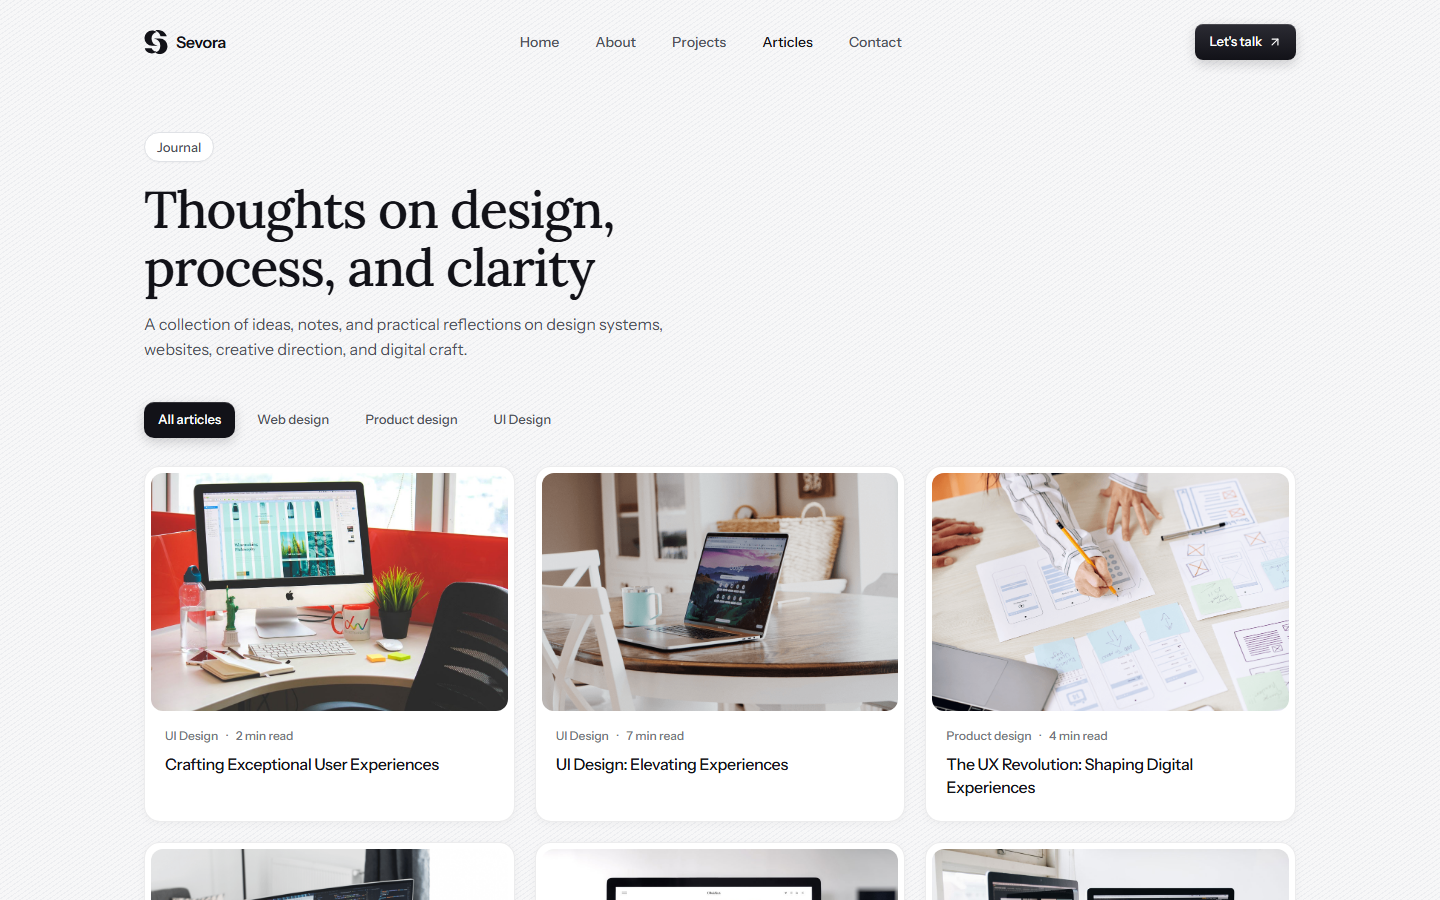 Sevora
Home
About
Projects
Articles
Contact
Let's talk
Journal
Thoughts on design,
process, and clarity
A collection of ideas, notes, and practical reflections on design systems,
websites, creative direction, and digital craft.
All articles
Web design
Product design
UI Design
UI Design · 2 min read
Crafting Exceptional User Experiences
UI Design · 7 min read
UI Design: Elevating Experiences
Product design · 4 min read
The UX Revolution: Shaping Digital
Experiences